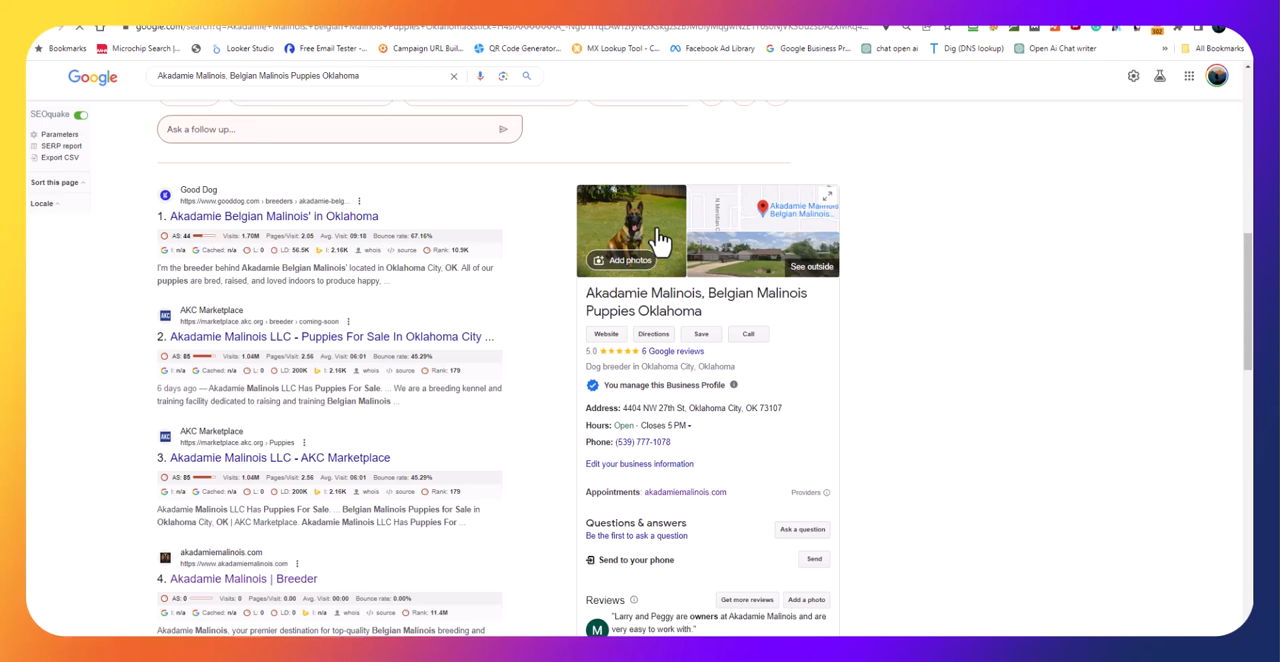 Bookmarks
Microchip Search |...
Looker Studio
Free Email Tester -...
Campaign URL Buil...
QR Code Generator...
MX Lookup Tool - C...
Facebook Ad Library
Google Business Pr...
chat open ai
Dig (DNS lookup)
Open Ai Chat writer
»
All Bookmarks
Google
Akadamie Malinois, Belgian Malinois Puppies Oklahoma
SEOquake
Parameters
SERP report
Export CSV
Sort this page
Locale
Ask a follow up...
Good Dog
https://www.gooddog.com › breeders › akadamie-belg...
1. Akadamie Belgian Malinois' in Oklahoma
AS: 44 Visits: 1.70M Pages/Visit: 2.05 Avg. Visit: 09:18 Bounce rate: 67.16%
I: n/a Cached: n/a L: 0 LD: 56.5K I: 2.16K whois source Rank: 10.9K
I'm the breeder behind Akadamie Belgian Malinois' located in Oklahoma City, OK. All of our
puppies are bred, raised, and loved indoors to produce happy, ...
AKC Marketplace
https://marketplace.akc.org › breeder › coming-soon
2. Akadamie Malinois LLC - Puppies For Sale In Oklahoma City ...
AS: 85 Visits: 1.04M Pages/Visit: 2.56 Avg. Visit: 06:01 Bounce rate: 45.29%
I: n/a Cached: n/a L: 0 LD: 200K I: 2.16K whois source Rank: 179
6 days ago — Akadamie Malinois LLC Has Puppies For Sale. ... We are a breeding kennel and
training facility dedicated to raising and training Belgian Malinois ...
AKC Marketplace
https://marketplace.akc.org › Puppies
3. Akadamie Malinois LLC - AKC Marketplace
AS: 85 Visits: 1.04M Pages/Visit: 2.56 Avg. Visit: 06:01 Bounce rate: 45.29%
I: n/a Cached: n/a L: 0 LD: 200K I: 2.16K whois source Rank: 179
Akadamie Malinois LLC Has Puppies For Sale. ... Belgian Malinois Puppies for Sale in
Oklahoma City, OK | AKC Marketplace. Akadamie Malinois LLC Has Puppies For ...
akadamiemalinois.com
https://www.akadamiemalinois.com
4. Akadamie Malinois | Breeder
AS: 0 Visits: 0 Pages/Visit: 0.00 Avg. Visit: 00:00 Bounce rate: 0.00%
I: n/a Cached: n/a L: 0 LD: 0 I: n/a whois source Rank: 11.4M
Akadamie Malinois, your premier destination for top-quality Belgian Malinois breeding and
Add photos
N Meridian
Akadamie Malinois,
Belgian Malinois...
See outside
Akadamie Malinois, Belgian Malinois
Puppies Oklahoma
Website
Directions
Save
Call
5.0 ★★★★★ 6 Google reviews
Dog breeder in Oklahoma City, Oklahoma
You manage this Business Profile
Address: 4404 NW 27th St, Oklahoma City, OK 73107
Hours: Open · Closes 5 PM
Phone: (539) 777-1078
Edit your business information
Appointments: akadamiemalinois.com
Providers
Questions & answers
Be the first to ask a question
Ask a question
Send to your phone
Send
Reviews
Get more reviews
Add a photo
M
"Larry and Peggy are owners at Akadamie Malinois and are
very easy to work with."